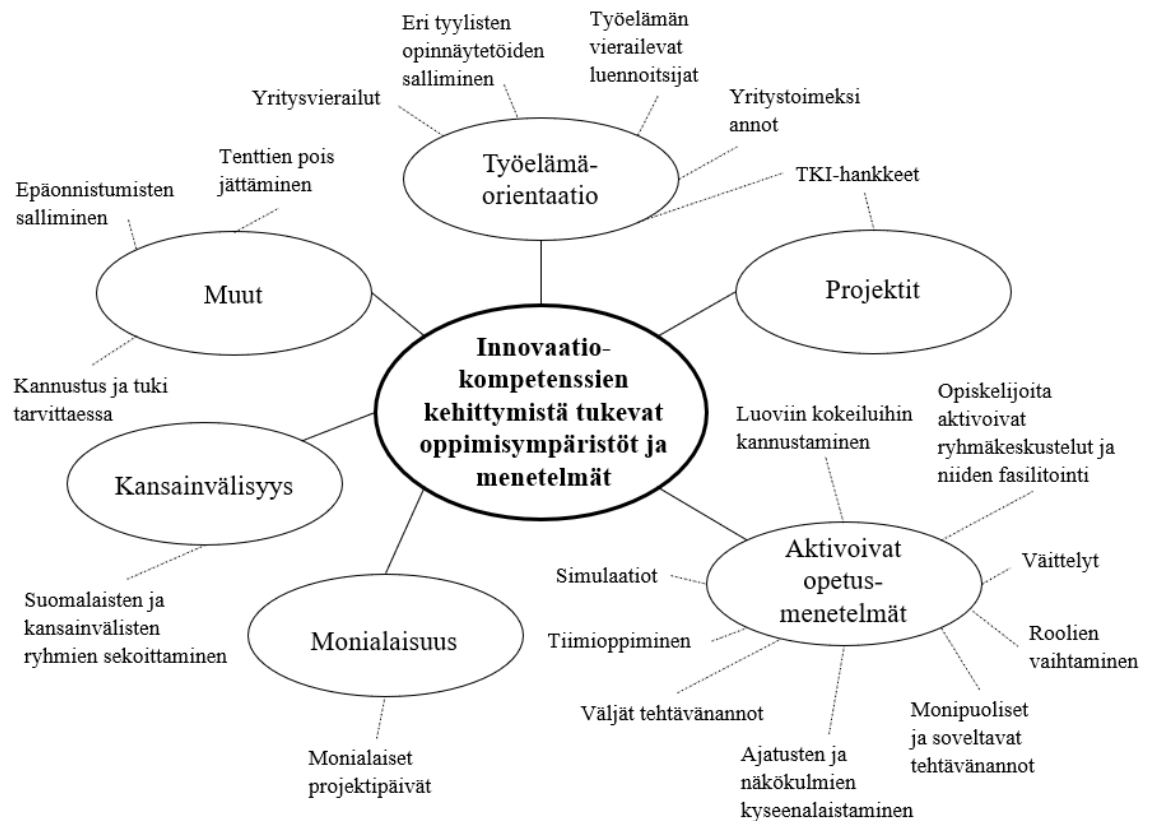 Eri tyylisten
opinnäytetöiden
salliminen
Työelämän
vierailevat
luennoitsijat
Yritysvierailut
Yritystoimeksi
annot
Työelämä-
orientaatio
TKI-hankkeet
Tenttien pois
jättäminen
Epäonnistumisten
salliminen
Muut
Projektit
Kannustus ja tuki
tarvittaessa
Innovaatio-
kompetenssien
kehittymistä tukevat
oppimisympäristöt ja
menetelmät
Luoviin kokeiluihin
kannustaminen
Opiskelijoita
aktivoivat
ryhmäkeskustelut ja
niiden fasilitointi
Kansainvälisyys
Suomalaisten ja
kansainvälisten
ryhmien sekoittaminen
Monialaisuus
Monialaiset
projektipäivät
Aktivoivat
opetus-
menetelmät
Simulaatiot
Tiimioppiminen
Väljät tehtävänannot
Ajatusten ja
näkökulmien
kyseenalaistaminen
Monipuoliset
ja soveltavat
tehtävänannot
Väittelyt
Roolien
vaihtaminen